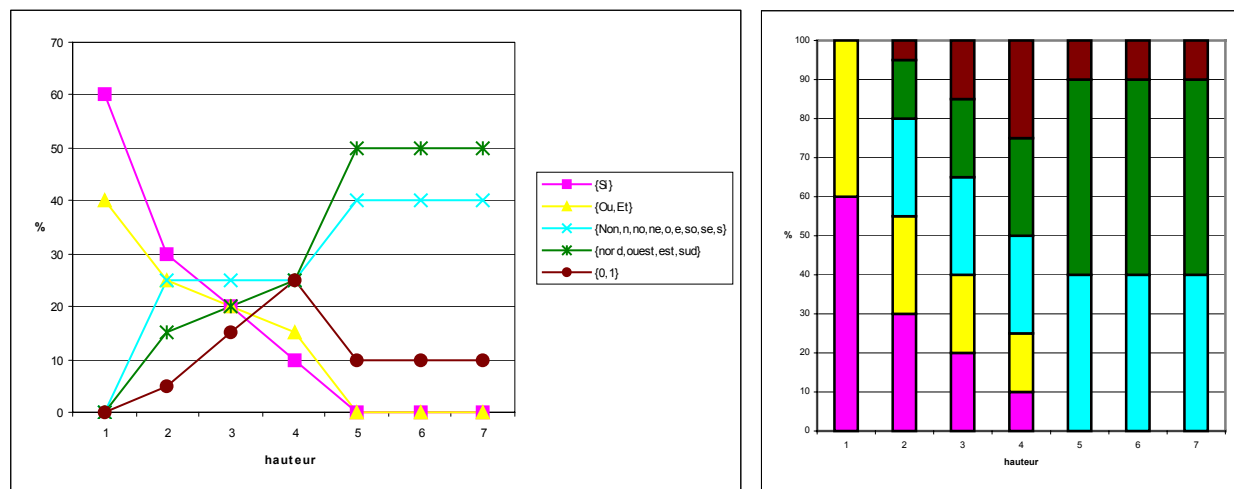 70
60
50
40
30
20
10
0
%
1 2 3 4 5 6 7
hauteur
{Si}
{Ou,Et}
{Non,n,no,ne,o,e,so,se,s}
{nord,ouest,est,sud}
{0,1}
100
90
80
70
60
50
40
30
20
10
0
%
1 2 3 4 5 6 7
hauteur